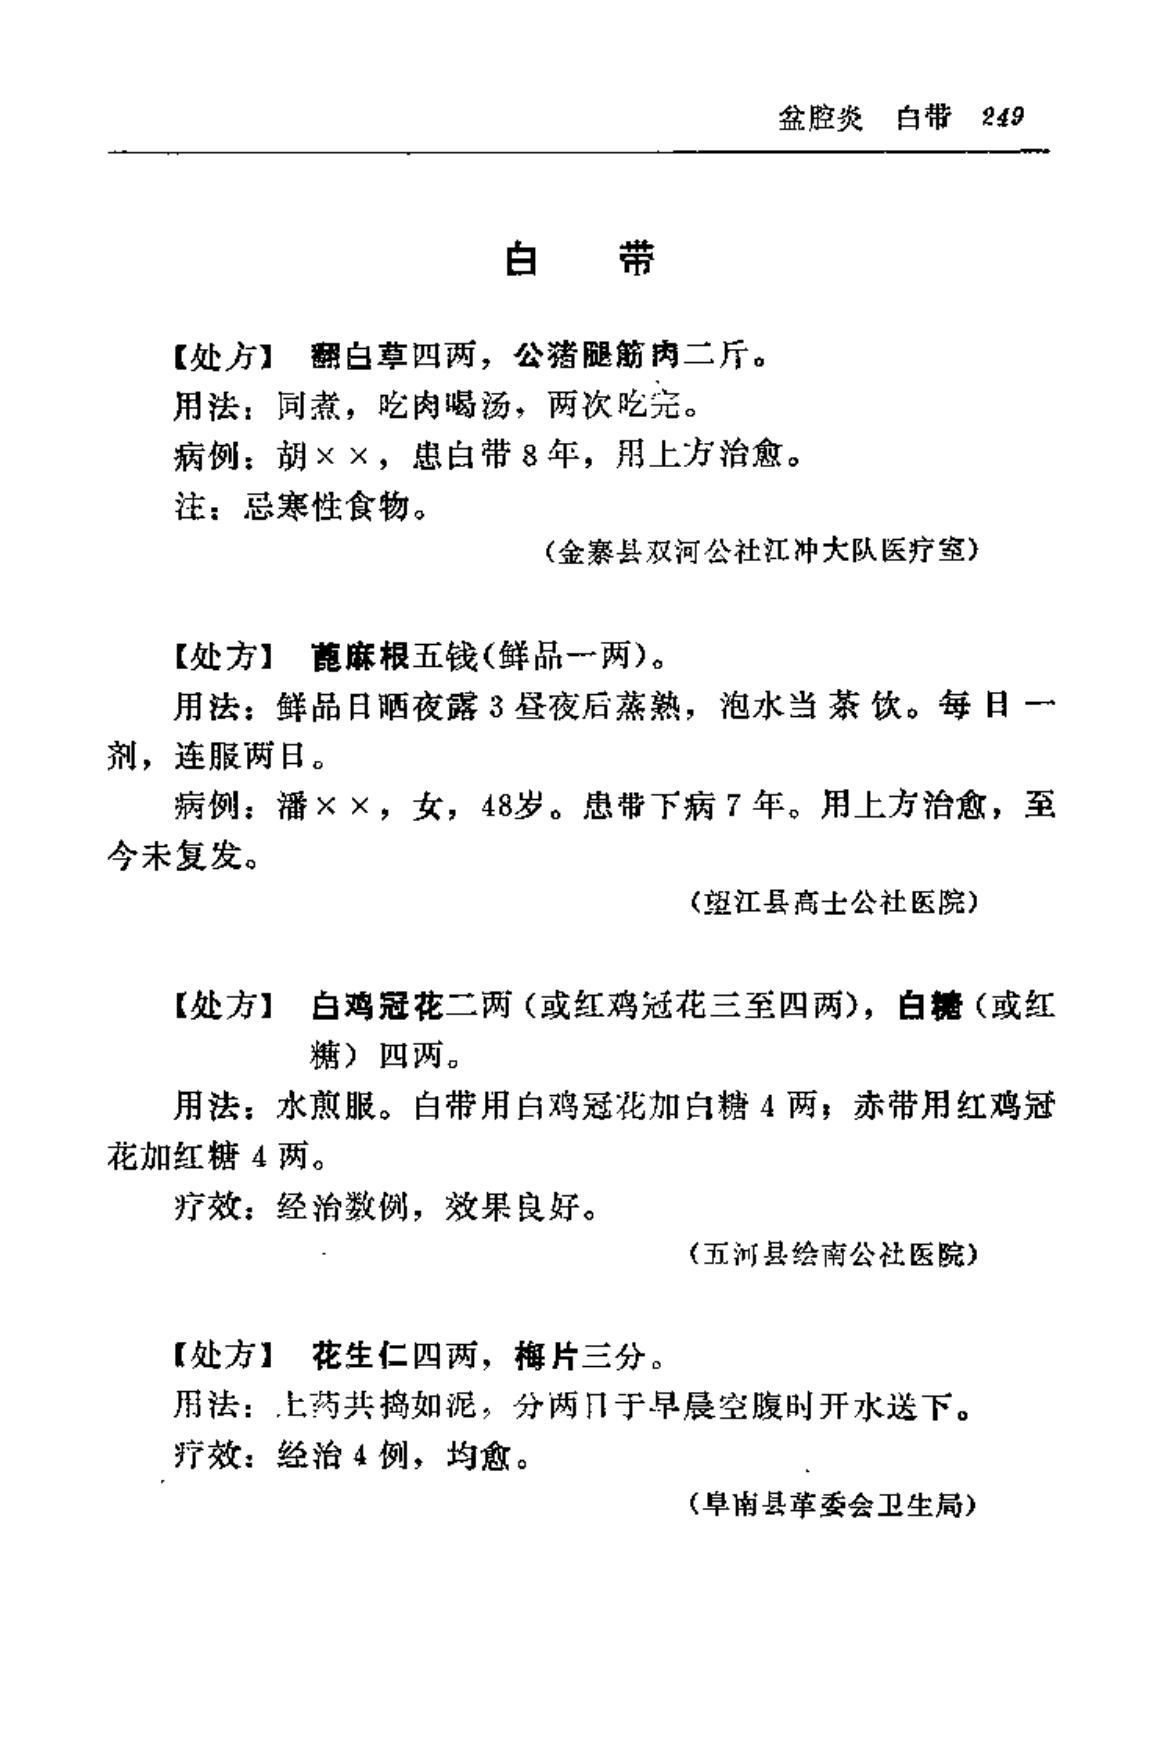 盆腔炎 白带 249
白 带
【处方】 翻白草四两，公猪腿筋肉二斤。
用法：同煮，吃肉喝汤，两次吃完。
病例：胡××，患白带8年，用上方治愈。
注：忌寒性食物。
（金寨县双河公社江冲大队医疗室）
【处方】 蓖麻根五钱(鲜品一两)。
用法：鲜品日晒夜露3昼夜后蒸熟，泡水当茶饮。每日一
剂，连服两日。
病例：潘××，女，48岁。患带下病7年。用上方治愈，至
今未复发。
（望江县高士公社医院）
【处方】 白鸡冠花二两（或红鸡冠花三至四两），白糖（或红
糖）四两。
用法：水煎服。白带用白鸡冠花加白糖4两；赤带用红鸡冠
花加红糖4两。
疗效：经治数例，效果良好。
（五河县绘南公社医院）
【处方】 花生仁四两，梅片三分。
用法：上药共捣如泥，分两日于早晨空腹时开水送下。
疗效：经治4例，均愈。
（阜南县革委会卫生局）